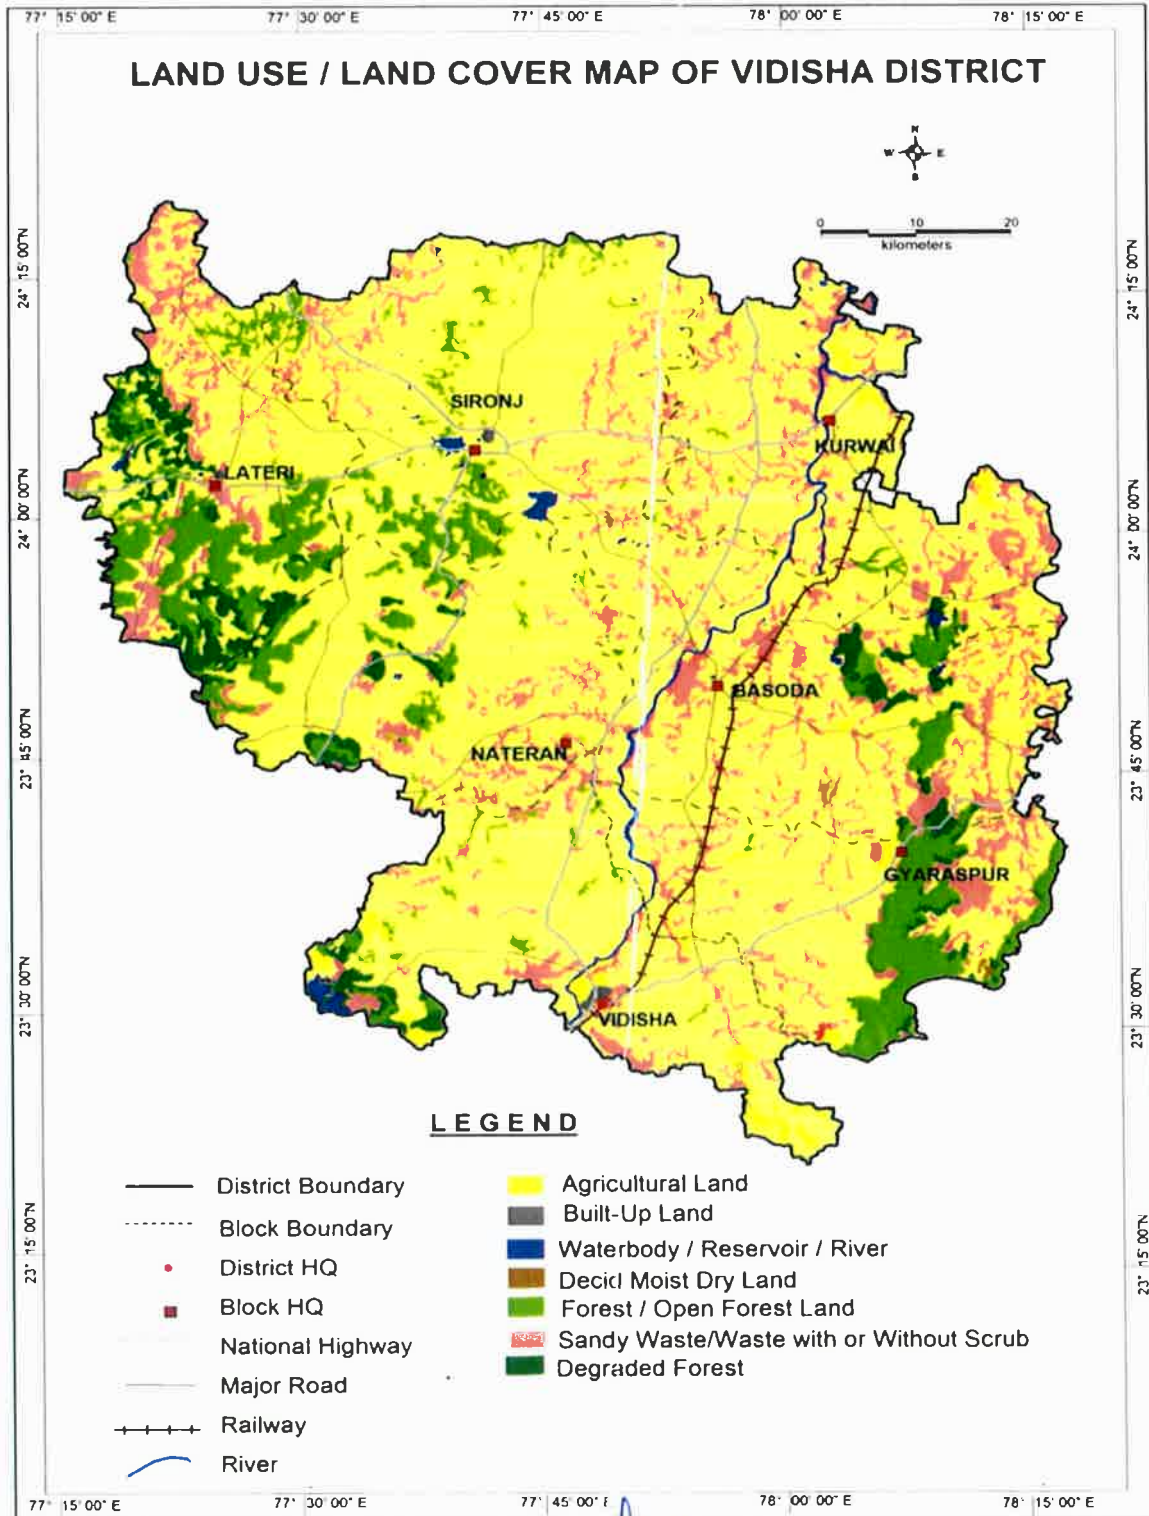 77° 15' 00" E 77° 30' 00" E 77° 45' 00" E 78° 00' 00" E 78° 15' 00" E
LAND USE / LAND COVER MAP OF VIDISHA DISTRICT
N
W E
S
0 10 20
kilometers
24° 15' 00"N
24° 15' 00"N
SIRONJ
KURWAI
LATERI
24° 00' 00"N
24° 00' 00"N
BASODA
NATERAN
23° 45' 00"N
23° 45' 00"N
GYARASPUR
23° 30' 00"N
23° 30' 00"N
VIDISHA
LEGEND
District Boundary
Block Boundary
District HQ
Block HQ
National Highway
Major Road
Railway
River
Agricultural Land
Built-Up Land
Waterbody / Reservoir / River
Decid Moist Dry Land
Forest / Open Forest Land
Sandy Waste/Waste with or Without Scrub
Degraded Forest
23° 15' 00"N
23° 15' 00"N
77° 15' 00" E 77° 30' 00" E 77° 45' 00" E 78° 00' 00" E 78° 15' 00" E